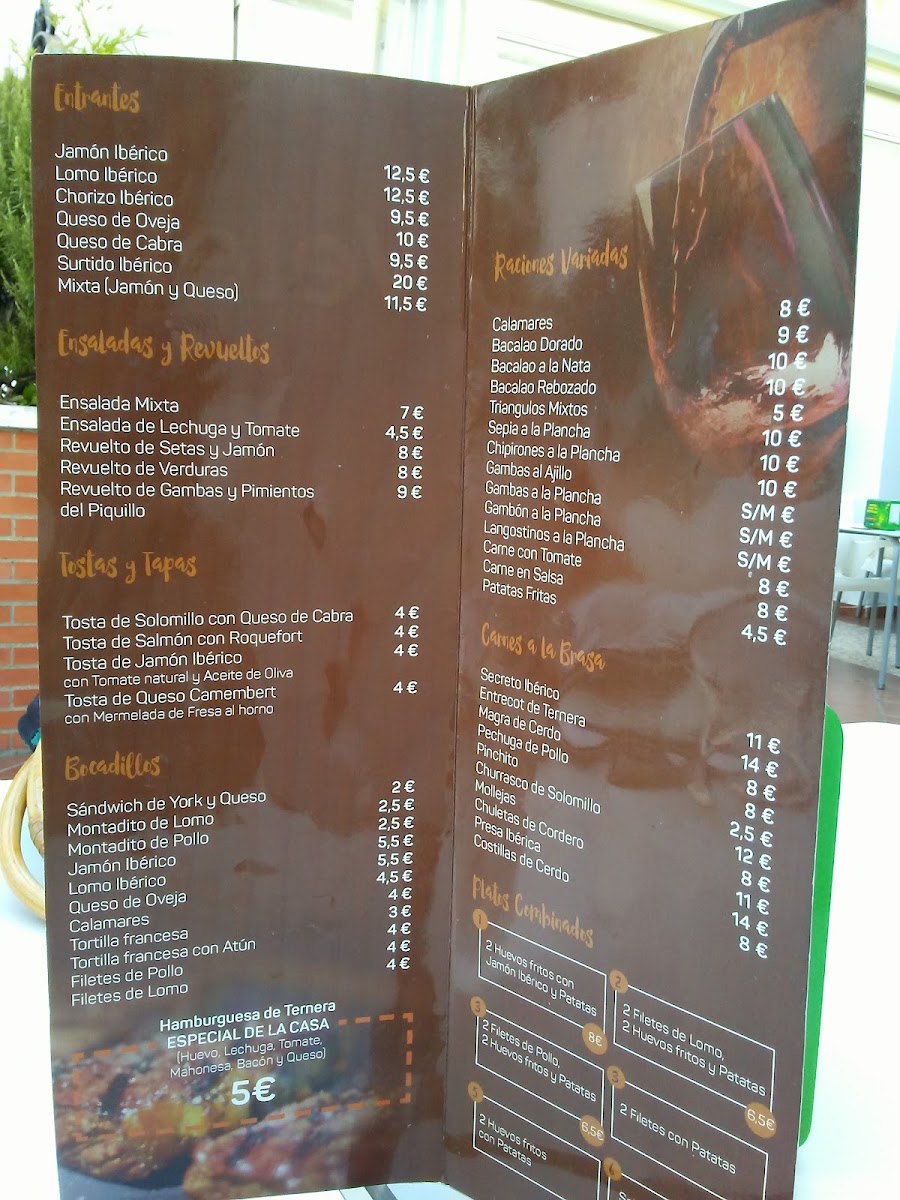 Entrantes
Jamón Ibérico 12,5 €
Lomo Ibérico 12,5 €
Chorizo Ibérico 9,5 €
Queso de Oveja 10 €
Queso de Cabra 9,5 €
Surtido Ibérico 20 €
Mixta (Jamón y Queso) 11,5 €
Ensaladas y Revueltos
Ensalada Mixta 7 €
Ensalada de Lechuga y Tomate 4,5 €
Revuelto de Setas y Jamón 8 €
Revuelto de Verduras 8 €
Revuelto de Gambas y Pimientos 9 €
del Piquillo
Tostas y Tapas
Tosta de Solomillo con Queso de Cabra 4 €
Tosta de Salmón con Roquefort 4 €
Tosta de Jamón Ibérico 4 €
con Tomate natural y Aceite de Oliva
Tosta de Queso Camembert 4 €
con Mermelada de Fresa al horno
Bocadillos
Sándwich de York y Queso 2 €
Montadito de Lomo 2,5 €
Montadito de Pollo 2,5 €
Jamón Ibérico 5,5 €
Lomo Ibérico 5,5 €
Queso de Oveja 4,5 €
Calamares 4 €
Tortilla francesa 3 €
Tortilla francesa con Atún 4 €
Filetes de Pollo 4 €
Filetes de Lomo 4 €
Hamburguesa de Ternera
ESPECIAL DE LA CASA
(Huevo, Lechuga, Tomate,
Mahonesa, Bacón y Queso)
5€
Raciones Variadas
Calamares 8 €
Bacalao Dorado 9 €
Bacalao a la Nata 10 €
Bacalao Rebozado 10 €
Triangulos Mixtos 5 €
Sepia a la Plancha 10 €
Chipirones a la Plancha 10 €
Gambas al Ajillo 10 €
Gambas a la Plancha S/M €
Gambón a la Plancha S/M €
Langostinos a la Plancha S/M €
Carne con Tomate 8 €
Carne en Salsa 8 €
Patatas Fritas 4,5 €
Carnes a la Brasa
Secreto Ibérico 11 €
Entrecot de Ternera 14 €
Magra de Cerdo 8 €
Pechuga de Pollo 8 €
Pinchito 2,5 €
Churrasco de Solomillo 12 €
Mollejas 8 €
Chuletas de Cordero 11 €
Presa Ibérica 14 €
Costillas de Cerdo 8 €
Platos Combinados
1
2 Huevos fritos con
Jamón Ibérico y Patatas
8€
2
2 Filetes de Lomo,
2 Huevos fritos y Patatas
6,5€
3
2 Filetes de Pollo,
2 Huevos fritos y Patatas
6,5€
2 Filetes con Patatas
2 Huevos fritos
con Patatas